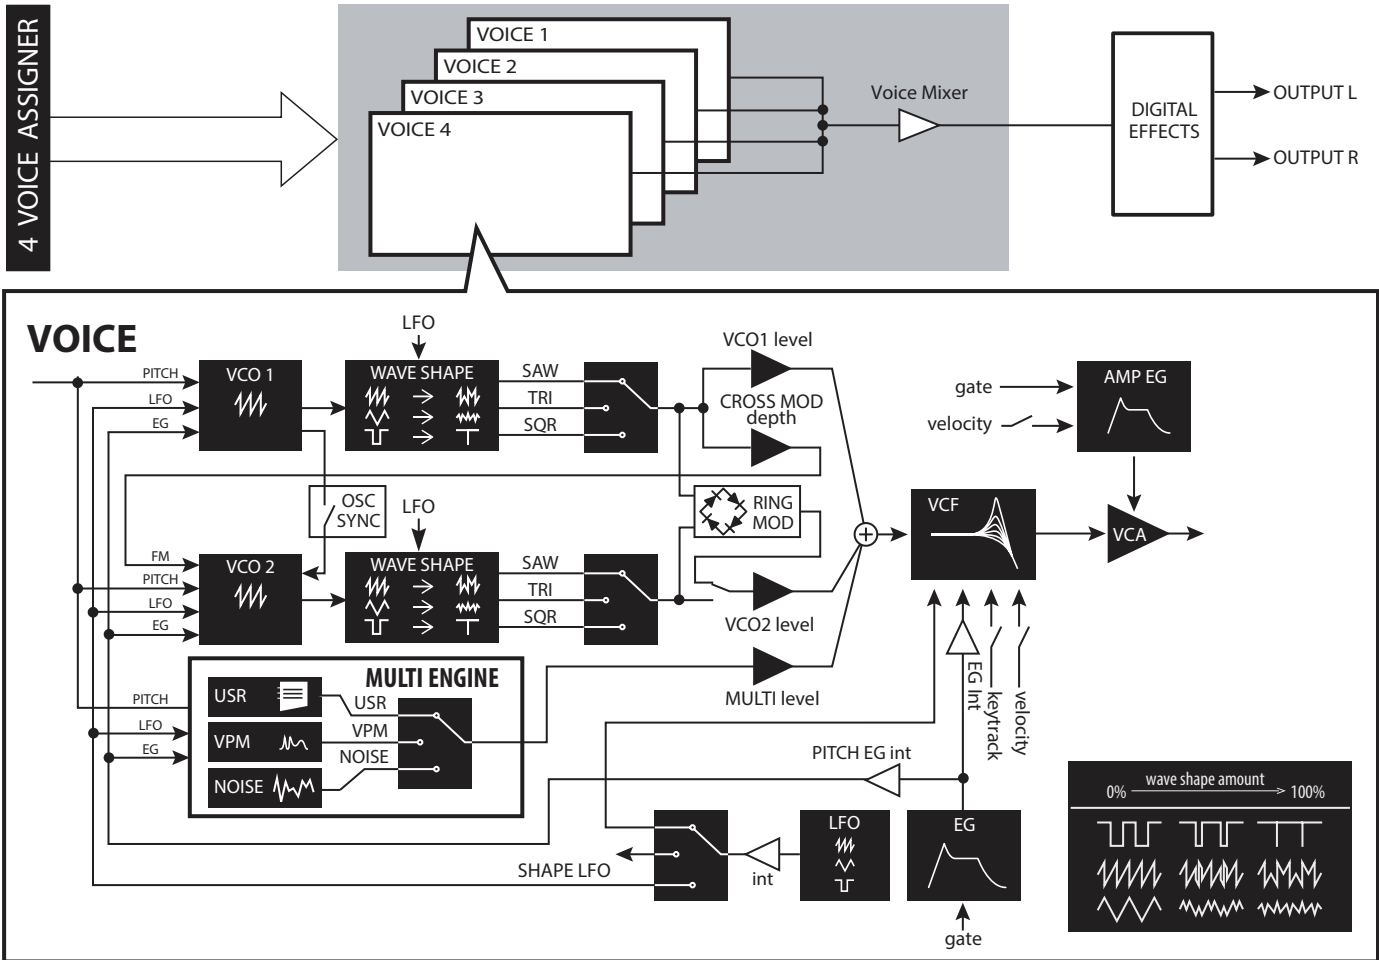 4 VOICE ASSIGNER
VOICE 1
VOICE 2
VOICE 3
VOICE 4
Voice Mixer
DIGITAL
EFFECTS
OUTPUT L
OUTPUT R
VOICE
LFO
PITCH
LFO
EG
VCO 1
WAVE SHAPE
SAW
TRI
SQR
VCO1 level
CROSS MOD
depth
gate
velocity
AMP EG
OSC
SYNC
LFO
RING
MOD
VCF
VCA
FM
PITCH
LFO
EG
VCO 2
WAVE SHAPE
SAW
TRI
SQR
VCO2 level
MULTI ENGINE
PITCH
LFO
EG
USR
VPM
NOISE
USR
VPM
NOISE
MULTI level
EG Int
keytrack
velocity
PITCH EG int
SHAPE LFO
int
LFO
EG
gate
wave shape amount
0% 100%